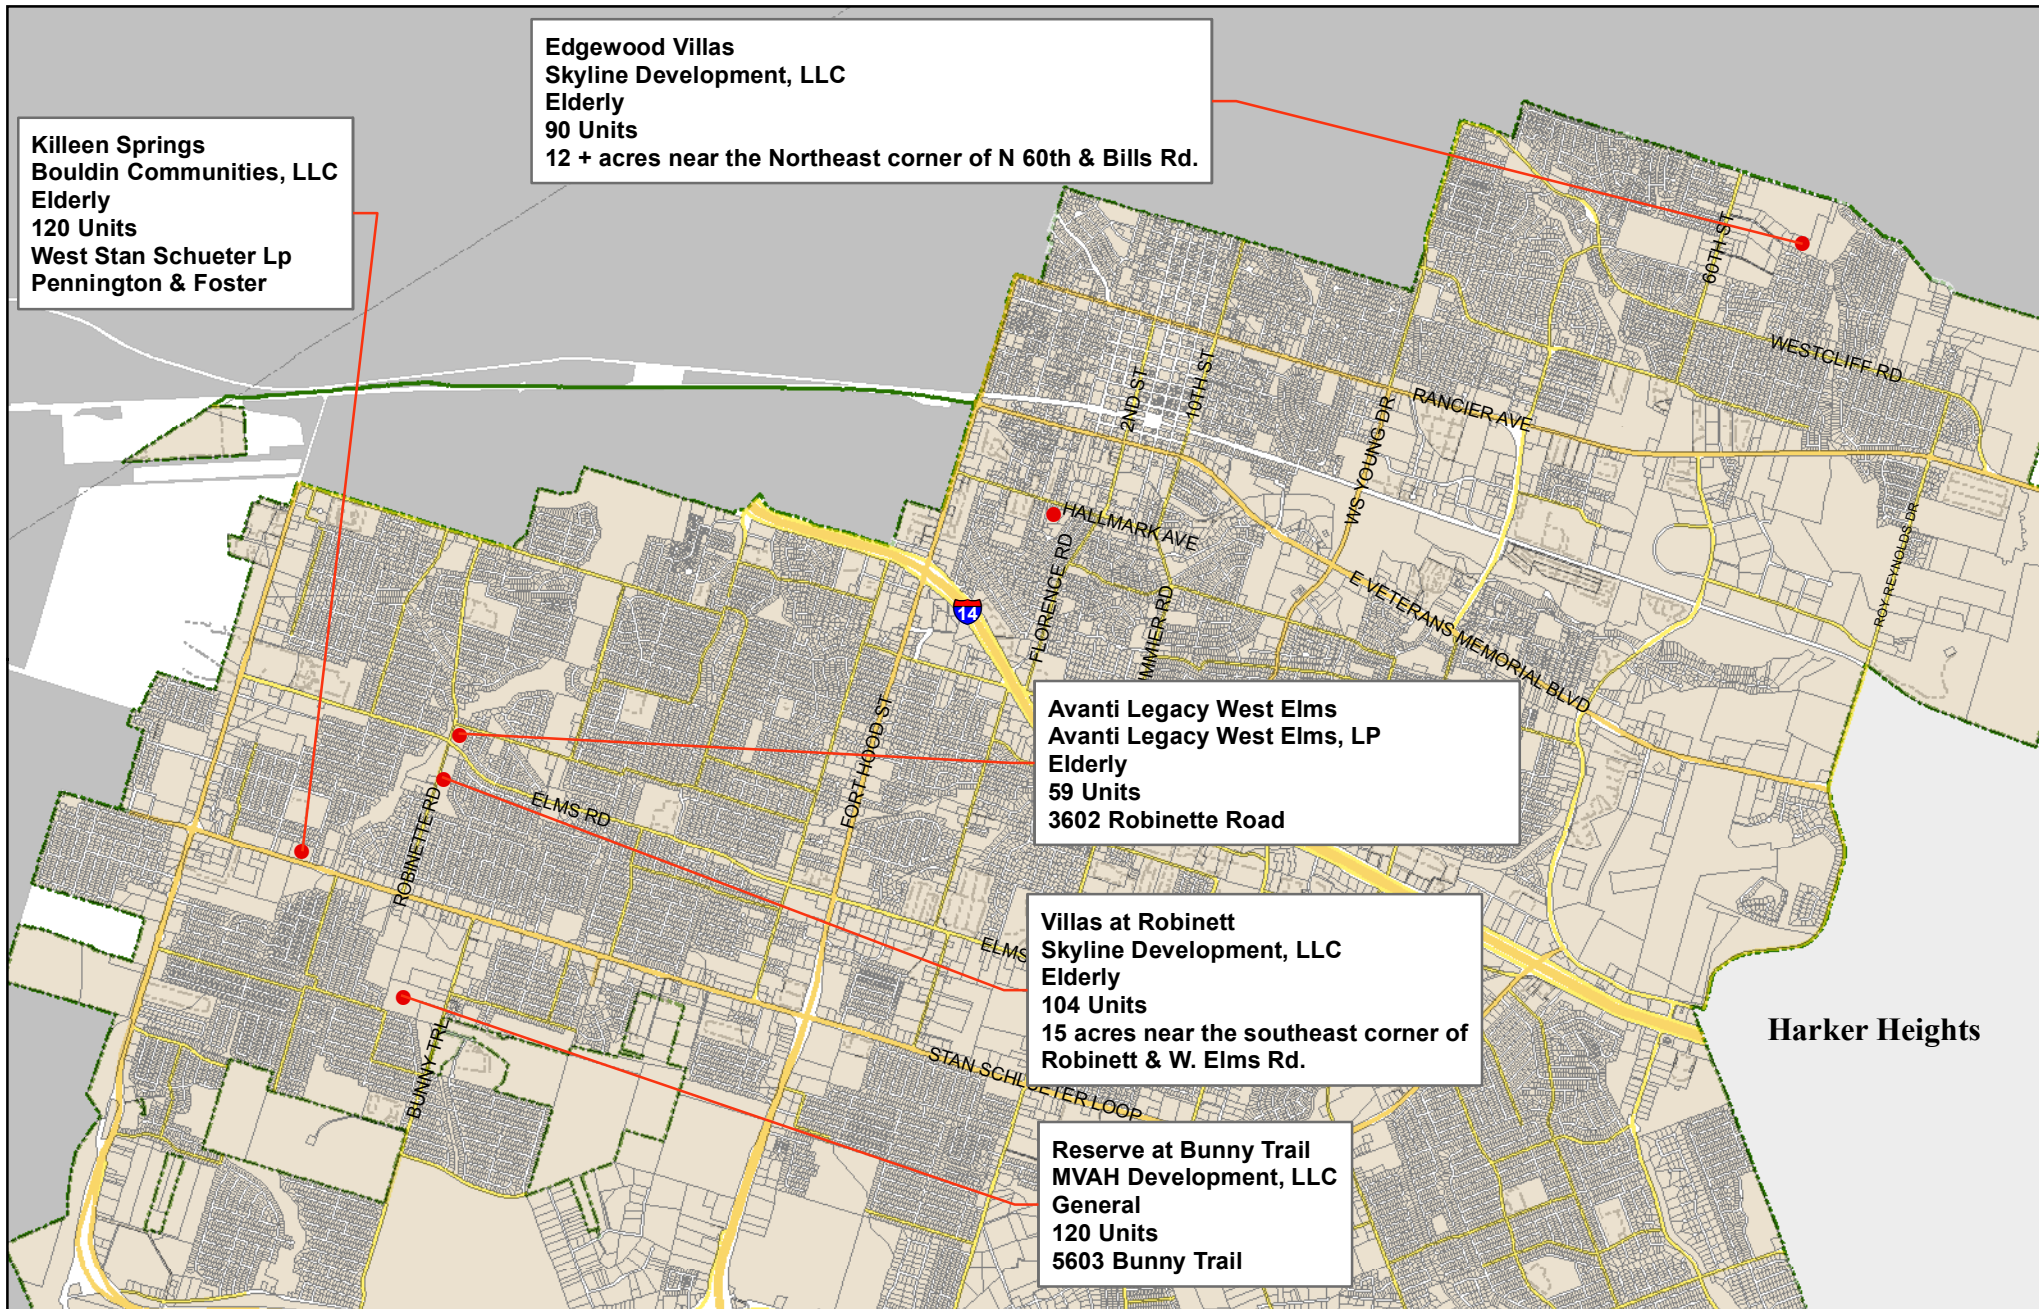 Edgewood Villas
Skyline Development, LLC
Elderly
90 Units
12 + acres near the Northeast corner of N 60th & Bills Rd.
Killeen Springs
Bouldin Communities, LLC
Elderly
120 Units
West Stan Schueter Lp
Pennington & Foster
60TH ST
WESTCLIFF RD
RANCIER AVE
2ND ST
10TH ST
WS YOUNG DR
HALLMARK AVE
FLORENCE RD
E VETERANS MEMORIAL BLVD
ROY REYNOLDS DR
14
MMIER RD
FORT HOOD ST
Avanti Legacy West Elms
Avanti Legacy West Elms, LP
Elderly
59 Units
3602 Robinette Road
ROBINETTE RD
ELMS RD
ELMS
Villas at Robinett
Skyline Development, LLC
Elderly
104 Units
15 acres near the southeast corner of
Robinett & W. Elms Rd.
Harker Heights
BUNNY TRL
STAN SCHLUETER LOOP
Reserve at Bunny Trail
MVAH Development, LLC
General
120 Units
5603 Bunny Trail